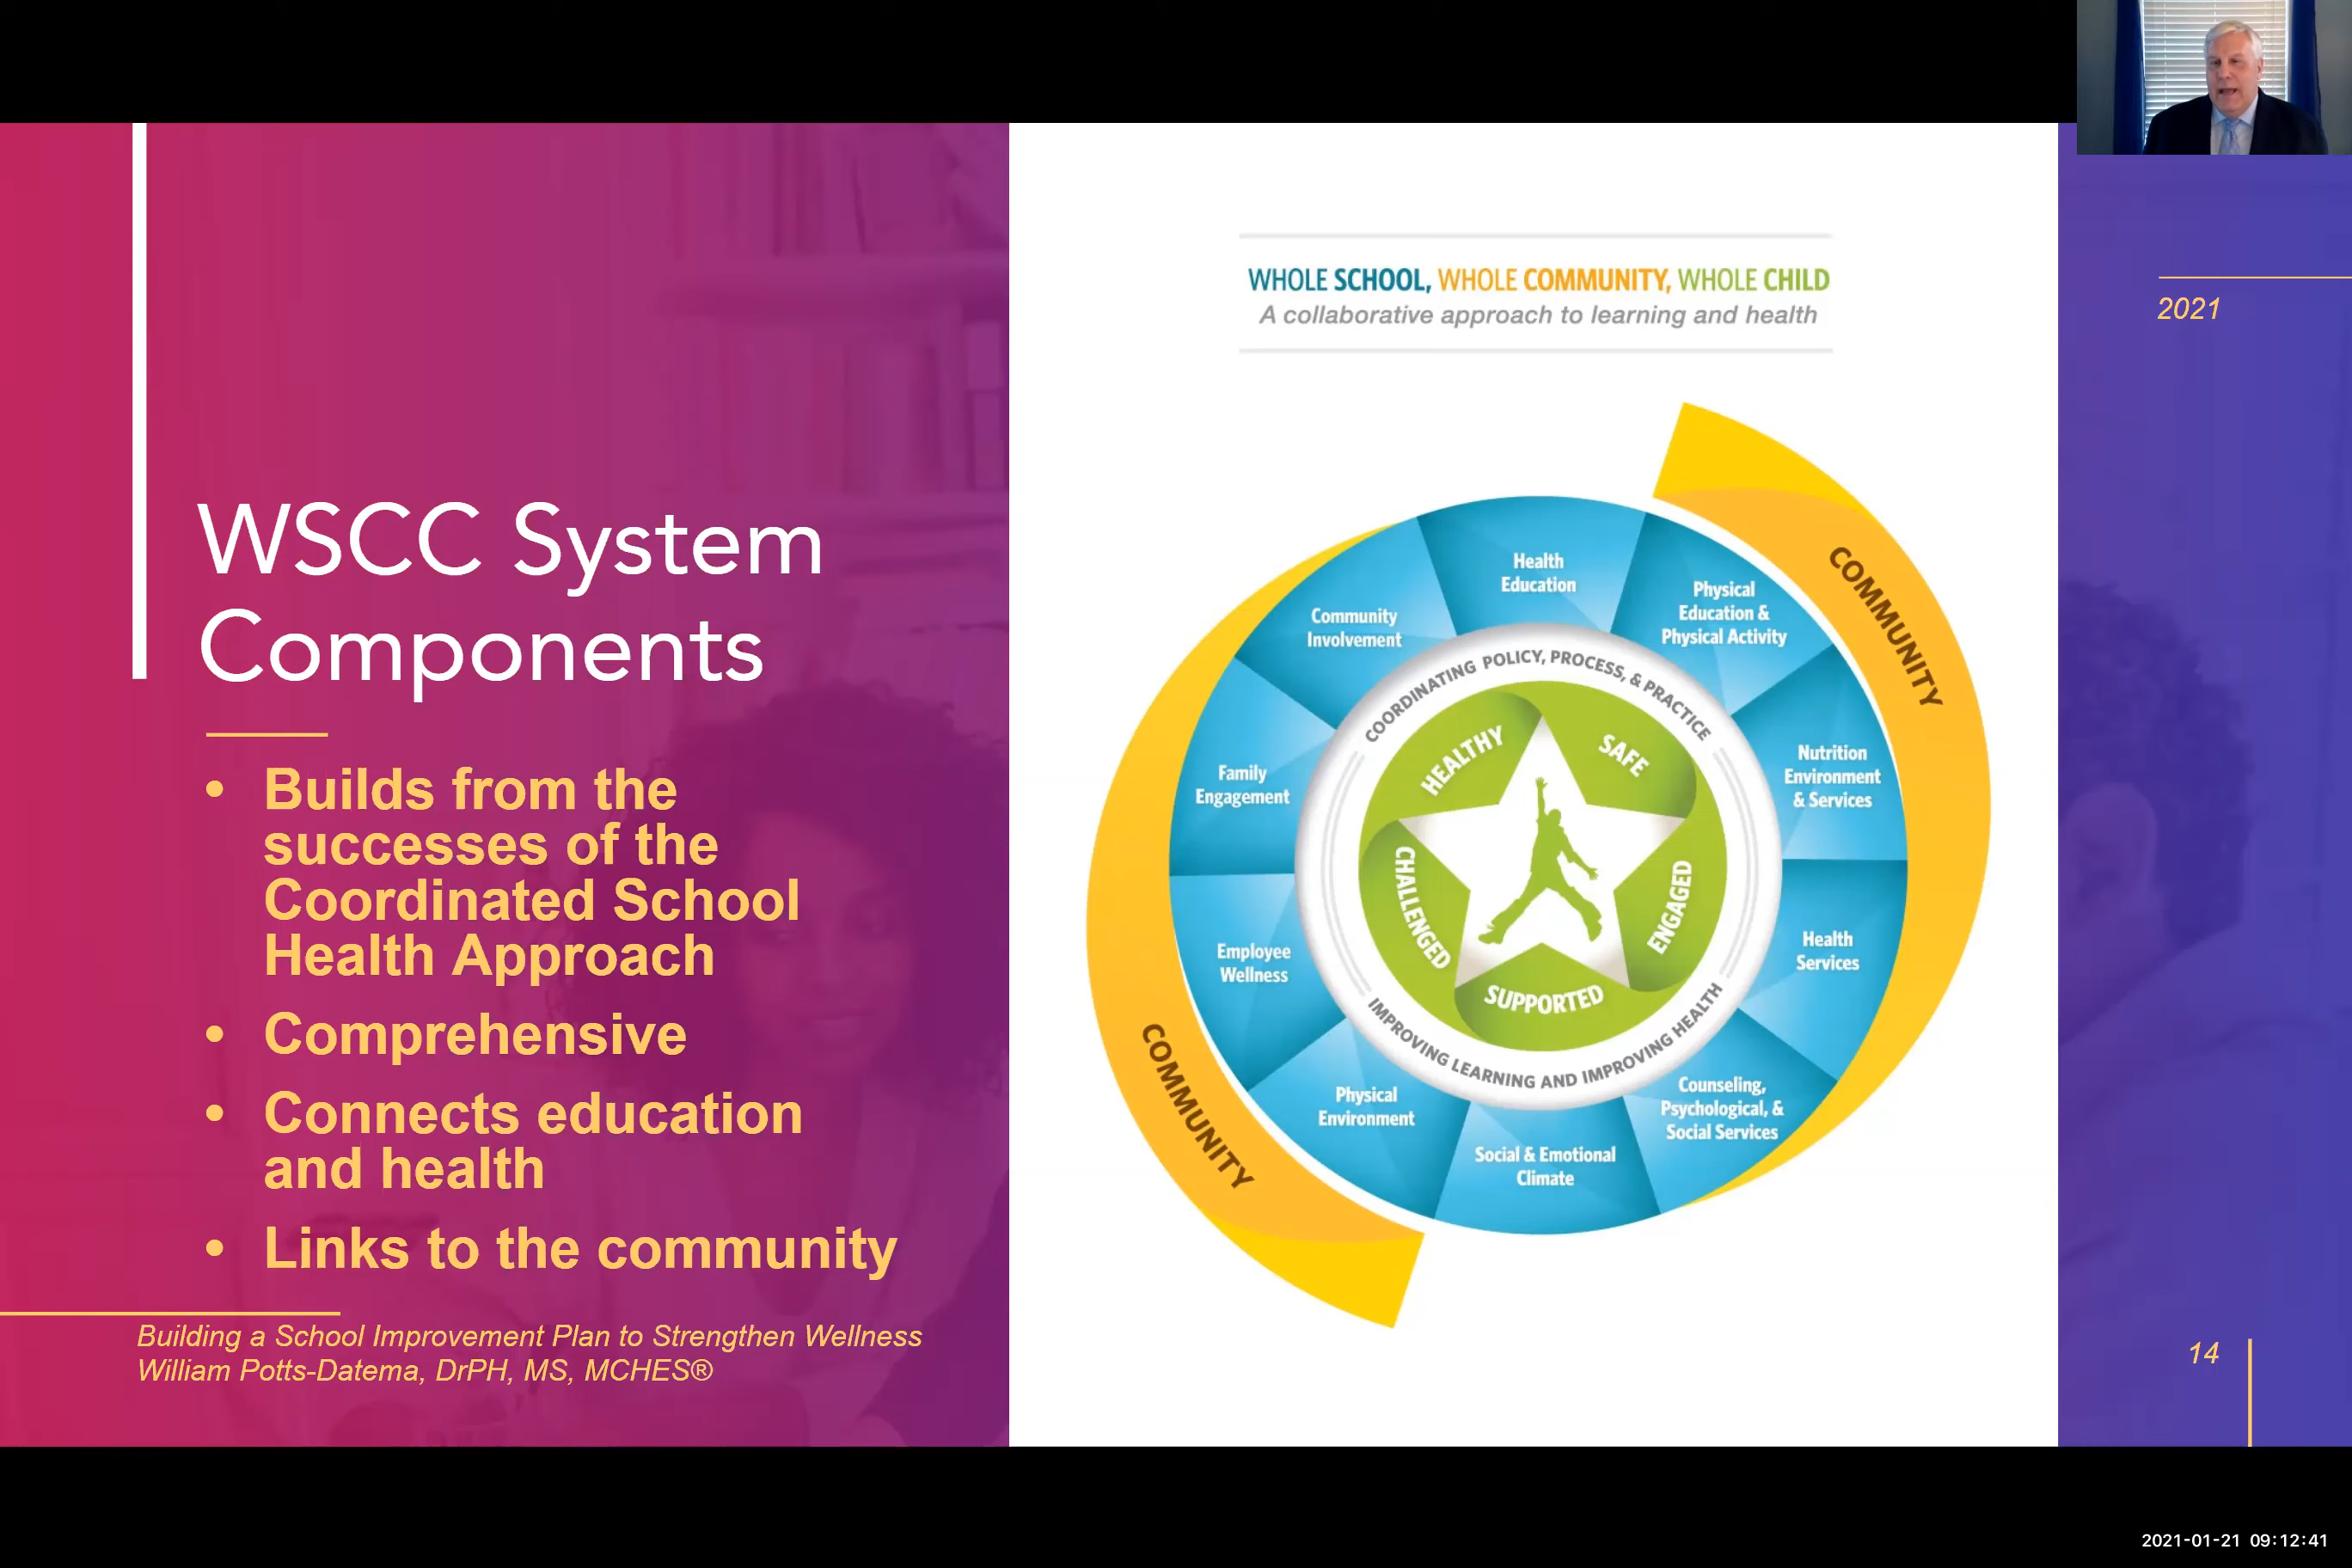 WSCC System
Components
• Builds from the
successes of the
Coordinated School
Health Approach
• Comprehensive
• Connects education
and health
• Links to the community
Building a School Improvement Plan to Strengthen Wellness
William Potts-Datema, DrPH, MS, MCHES®
WHOLE SCHOOL, WHOLE COMMUNITY, WHOLE CHILD
A collaborative approach to learning and health
COMMUNITY
Health
Education
Physical
Education &
Physical Activity
Nutrition
Environment
& Services
Health
Services
Counseling,
Psychological, &
Social Services
Social & Emotional
Climate
Physical
Environment
Employee
Wellness
Family
Engagement
Community
Involvement
COORDINATING POLICY, PROCESS, & PRACTICE
IMPROVING LEARNING AND IMPROVING HEALTH
HEALTHY
SAFE
ENGAGED
SUPPORTED
CHALLENGED
COMMUNITY
2021
14
2021-01-21 09:12:41